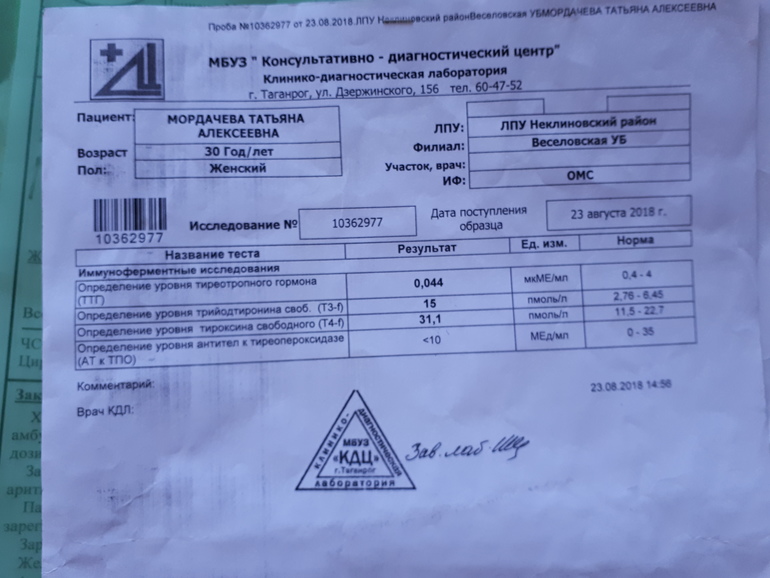 Проба №10362977 от 23.08.2018.ЛПУ Неклиновский районВеселовская УБМОРДАЧЕВА ТАТЬЯНА АЛЕКСЕЕВНА
МБУЗ " Консультативно - диагностический центр"
Клинико-диагностическая лаборатория
г. Таганрог, ул. Дзержинского, 156 тел. 60-47-52
Пациент: МОРДАЧЕВА ТАТЬЯНА АЛЕКСЕЕВНА
Возраст 30 Год/лет
Пол: Женский
ЛПУ: ЛПУ Неклиновский район
Филиал: Веселовская УБ
Участок, врач:
ИФ: ОМС
10362977
Исследование № 10362977 Дата поступления образца 23 августа 2018 г.
Название теста Результат Ед. изм. Норма
Иммуноферментные исследования
Определение уровня тиреотропного гормона (ТТГ) 0,044 мкМЕ/мл 0,4 - 4
Определение уровня трийодтиронина своб. (Т3-f) 15 пмоль/л 2,76 - 6,45
Определение уровня тироксина свободного (Т4-f) 31,1 пмоль/л 11,5 - 22,7
Определение уровня антител к тиреопероксидазе (АТ к ТПО) <10 МЕд/мл 0 - 35
Комментарий:
23.08.2018 14:56
Врач КДЛ:
КЛИНИКО-ДИАГНОСТИЧЕСКАЯ
МБУЗ
«КДЦ»
г.Таганрог
Лаборатория
Зав. лаб